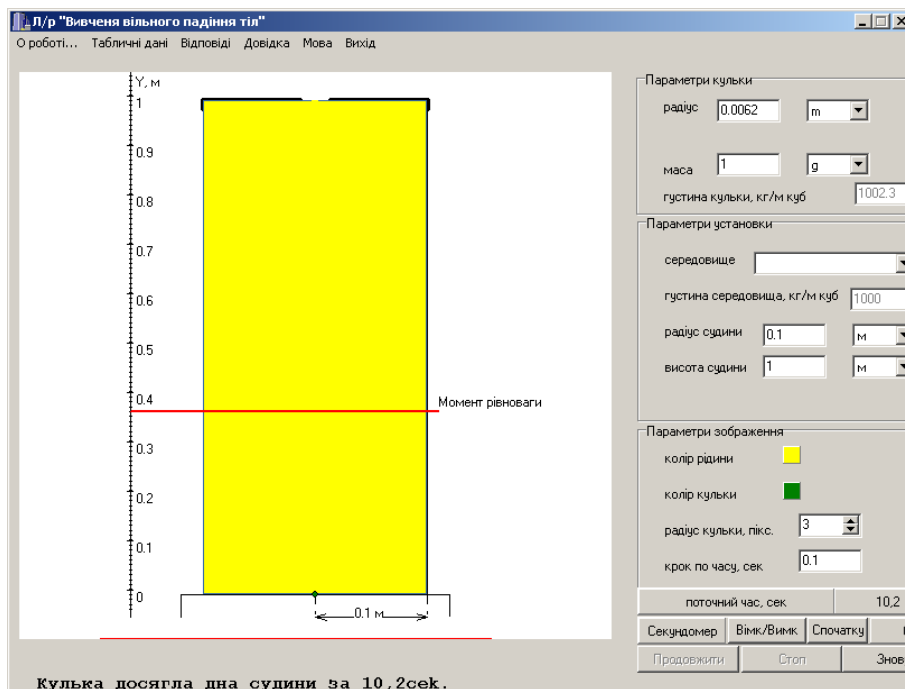 Л/р "Вивченя вільного падіння тіл"
О роботі... Табличні дані Відповіді Довідка Мова Вихід
Y, м
1
0.9
0.8
0.7
0.6
0.5
0.4
0.3
0.2
0.1
0
Момент рівноваги
0.1 м
Кулька досягла дна судини за 10,2cek.
Параметри кульки
радіус 0.0062 m
маса 1 g
густина кульки, кг/м куб 1002.3
Параметри установки
середовище
густина середовища, кг/м куб 1000
радіус судини 0.1 м
висота судини 1 м
Параметри зображення
колір рідини
колір кульки
радіус кульки, пікс. 3
крок по часу, сек 0.1
поточний час, сек 10,2
Секундомер Вімк/Вимк Спочатку
Продовжити Стоп Знов